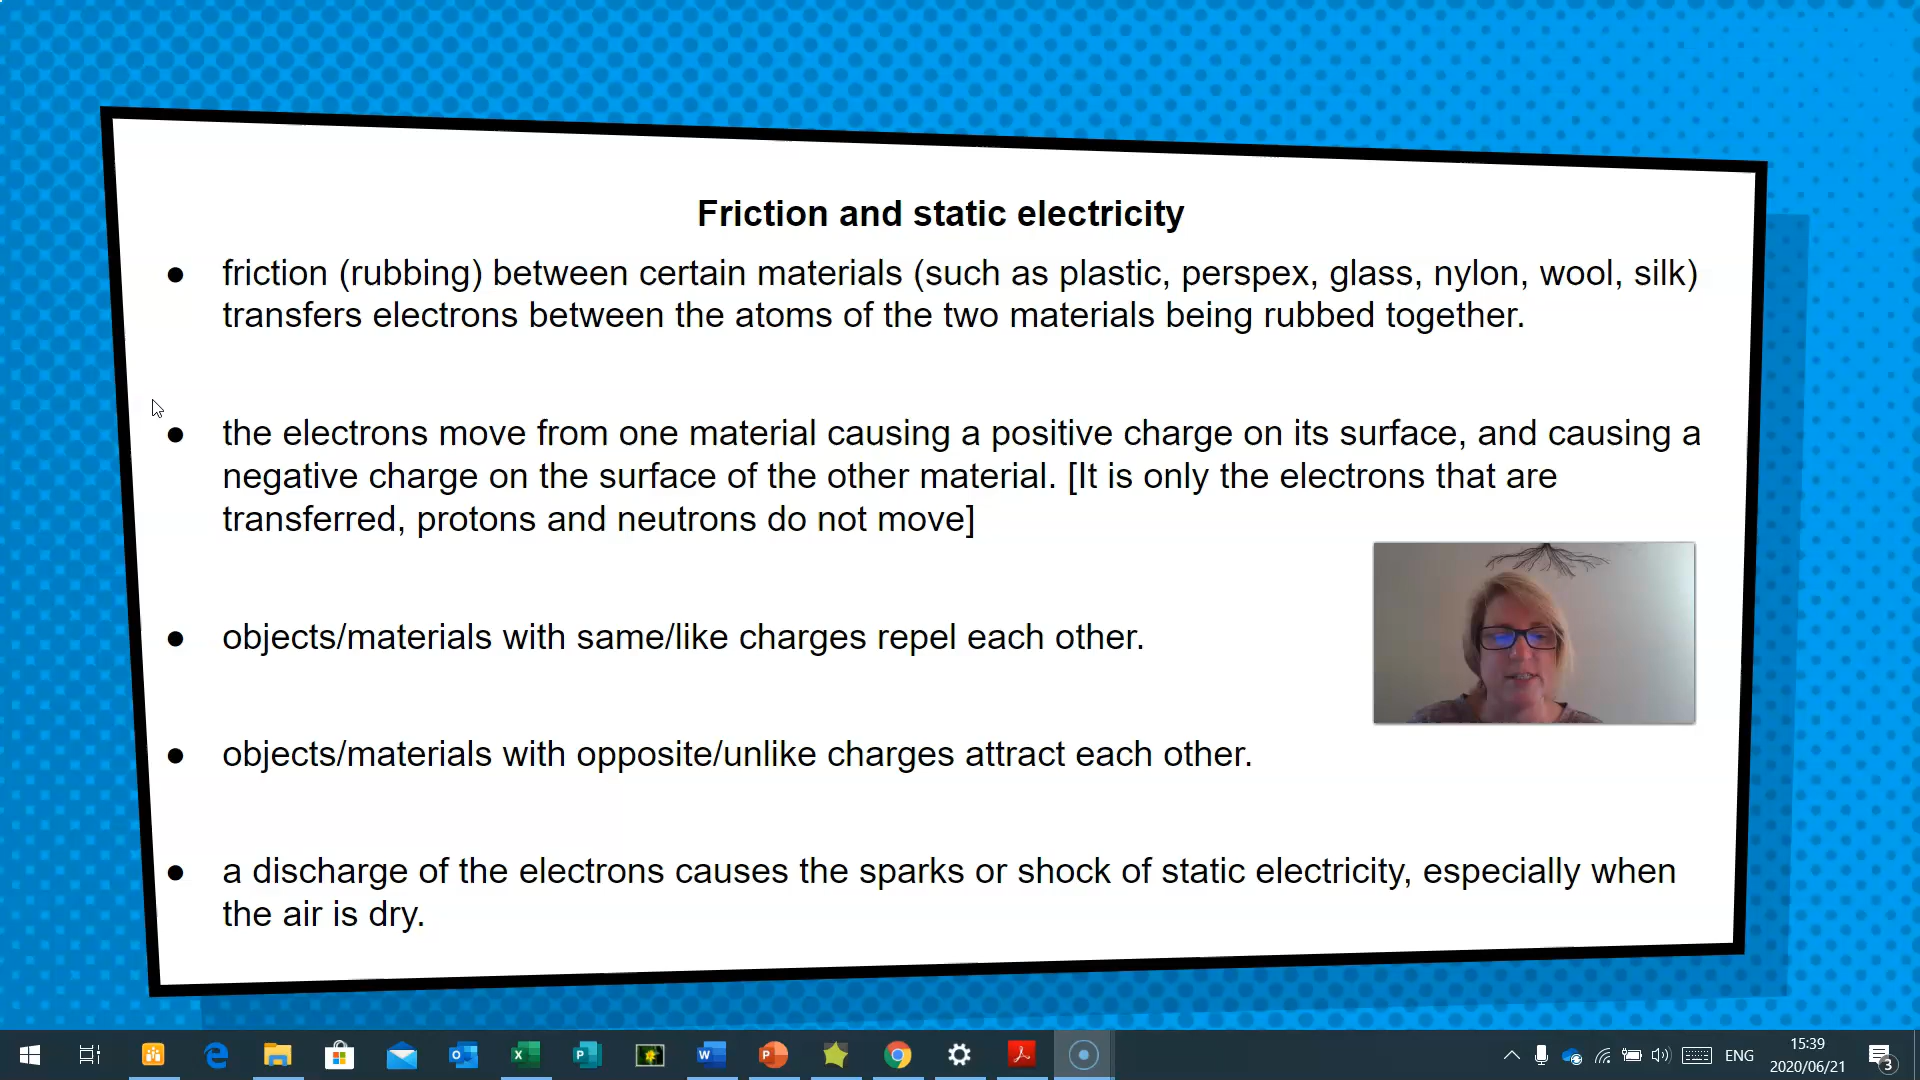 Friction and static electricity
● friction (rubbing) between certain materials (such as plastic, perspex, glass, nylon, wool, silk)
transfers electrons between the atoms of the two materials being rubbed together.
● the electrons move from one material causing a positive charge on its surface, and causing a
negative charge on the surface of the other material. [It is only the electrons that are
transferred, protons and neutrons do not move]
● objects/materials with same/like charges repel each other.
● objects/materials with opposite/unlike charges attract each other.
● a discharge of the electrons causes the sparks or shock of static electricity, especially when
the air is dry.
ENG
15:39
2020/06/21
3